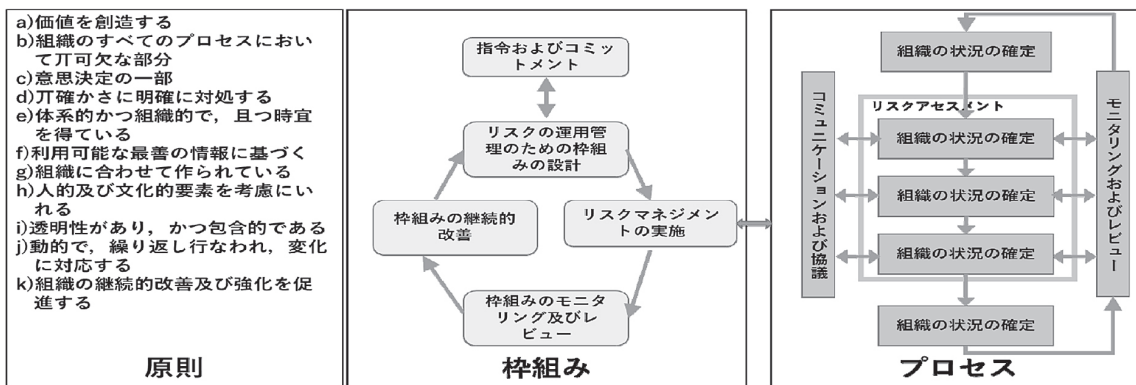 a)価値を創造する
b)組織のすべてのプロセスにおい
て丌可欠な部分
c)意思決定の一部
d)丌確かさに明確に対処する
e)体系的かつ組織的で，且つ時宜
を得ている
f)利用可能な最善の情報に基づく
g)組織に合わせて作られている
h)人的及び文化的要素を考慮にい
れる
i)透明性があり，かつ包含的である
j)動的で，繰り返し行なわれ，変化
に対応する
k)組織の継続的改善及び強化を促
進する
原則
指令およびコミッ
トメント
リスクの運用管
理のための枠組
みの設計
枠組みの継続的
改善
リスクマネジメン
トの実施
枠組みのモニタ
リング及びレ
ビュー
枠組み
組織の状況の確定
コミュニケーションおよび協議
リスクアセスメント
組織の状況の確定
組織の状況の確定
組織の状況の確定
モニタリングおよびレビュー
組織の状況の確定
プロセス